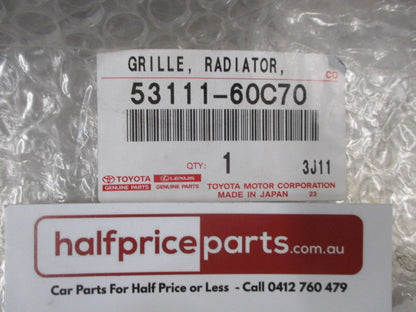 GRILLE, RADIATOR,
CD
53111-60C70
QTY: 1 3J11
TOYOTA LEXUS
GENUINE PARTS GENUINE PARTS
TOYOTA MOTOR CORPORATION
MADE IN JAPAN 23
halfpriceparts.com.au
Car Parts For Half Price or Less - Call 0412 760 479